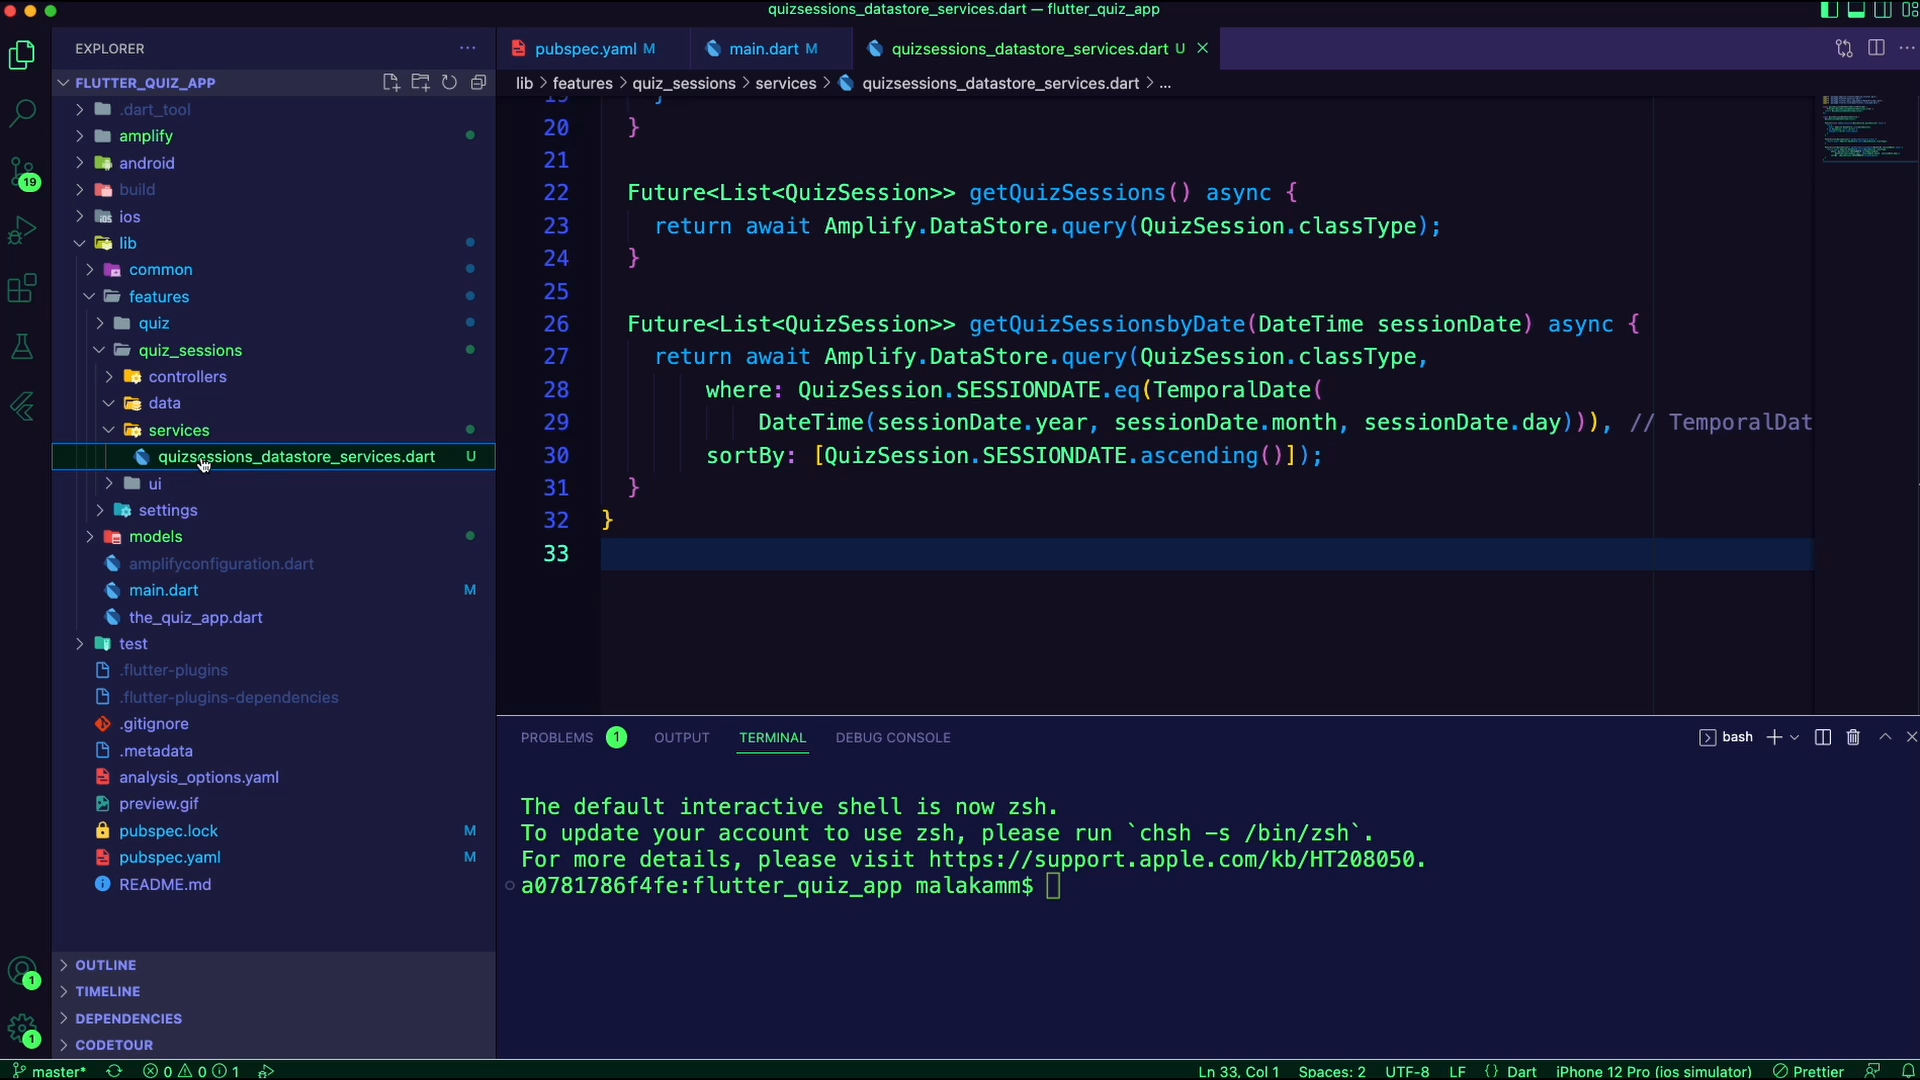 quizsessions_datastore_services.dart — flutter_quiz_app
EXPLORER
FLUTTER_QUIZ_APP
.dart_tool
amplify
android
build
ios
lib
common
features
quiz
quiz_sessions
controllers
data
services
quizsessions_datastore_services.dart U
ui
settings
models
amplifyconfiguration.dart
main.dart M
the_quiz_app.dart
test
.flutter-plugins
.flutter-plugins-dependencies
.gitignore
.metadata
analysis_options.yaml
preview.gif
pubspec.lock M
pubspec.yaml M
README.md
OUTLINE
TIMELINE
DEPENDENCIES
CODETOUR
19
1
1
pubspec.yaml M
main.dart M
quizsessions_datastore_services.dart U
lib > features > quiz_sessions > services > quizsessions_datastore_services.dart > ...
19 }
20 }
21
22 Future<List<QuizSession>> getQuizSessions() async {
23 return await Amplify.DataStore.query(QuizSession.classType);
24 }
25
26 Future<List<QuizSession>> getQuizSessionsbyDate(DateTime sessionDate) async {
27 return await Amplify.DataStore.query(QuizSession.classType,
28 where: QuizSession.SESSIONDATE.eq(TemporalDate(
29 DateTime(sessionDate.year, sessionDate.month, sessionDate.day))), // TemporalDat
30 sortBy: [QuizSession.SESSIONDATE.ascending()]);
31 }
32 }
33
PROBLEMS 1 OUTPUT TERMINAL DEBUG CONSOLE
bash
The default interactive shell is now zsh.
To update your account to use zsh, please run `chsh -s /bin/zsh`.
For more details, please visit https://support.apple.com/kb/HT208050.
a0781786f4fe:flutter_quiz_app malakamm$
master* 0 0 1
Ln 33, Col 1 Spaces: 2 UTF-8 LF {} Dart iPhone 12 Pro (ios simulator) Prettier